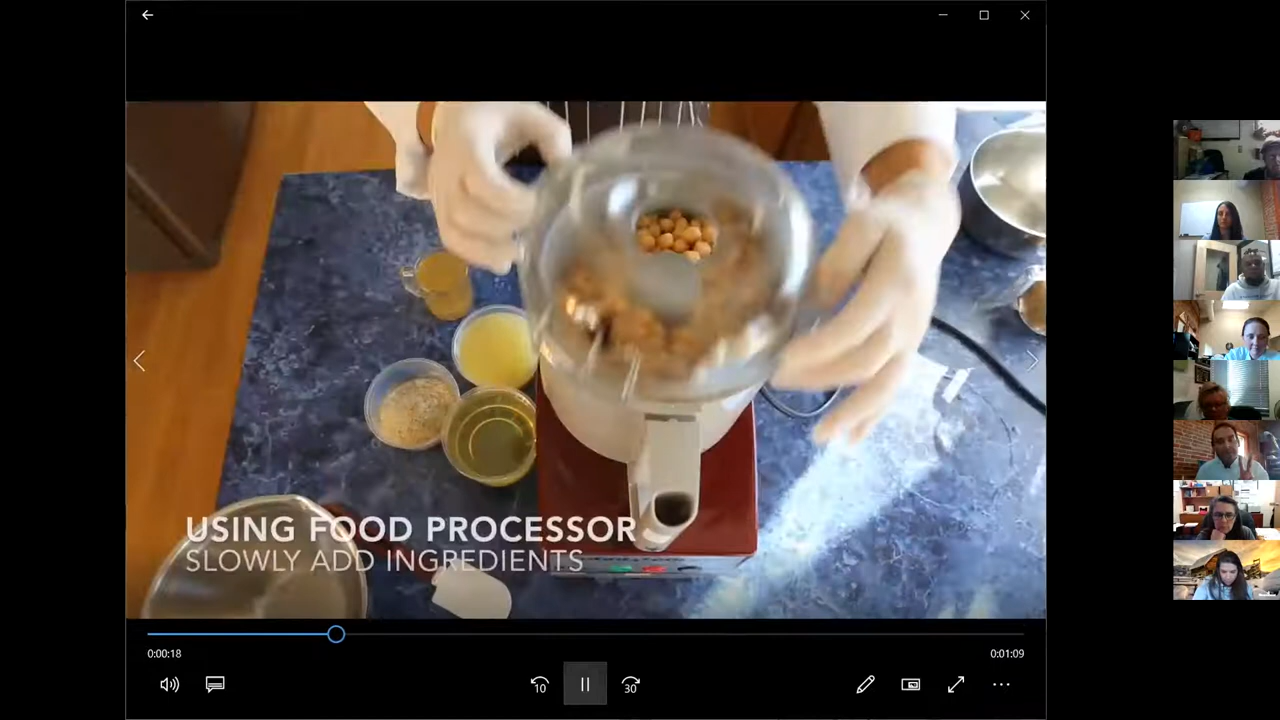 USING FOOD PROCESSOR
SLOWLY ADD INGREDIENTS
0:00:18
0:01:09
10
30